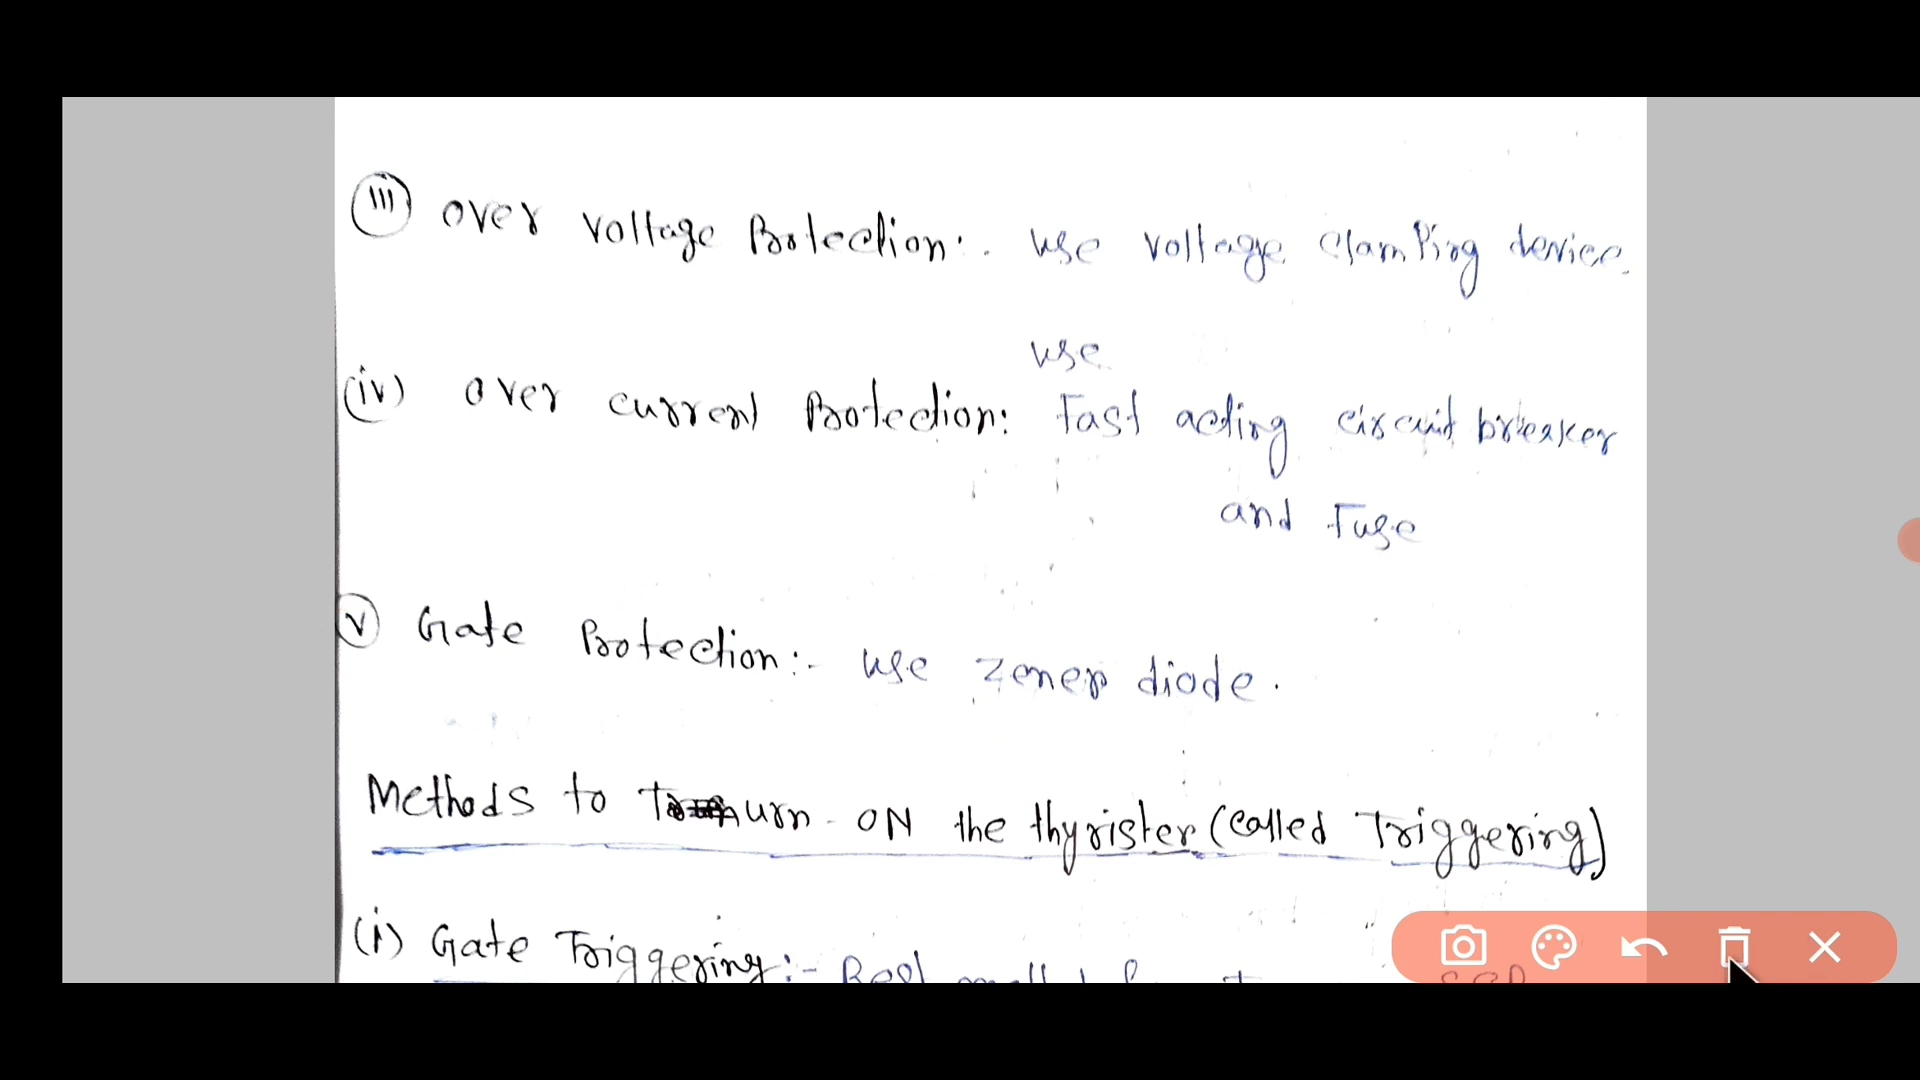 (iii) Over voltage Protection:- use voltage clamping device.
use
(iv) Over current Protection: Fast acting circuit breaker
and Fuse
(v) Gate Protection:- use zener diode.
Methods to Turn ON the thyrister (called Triggering)
(i) Gate Triggering:- Best